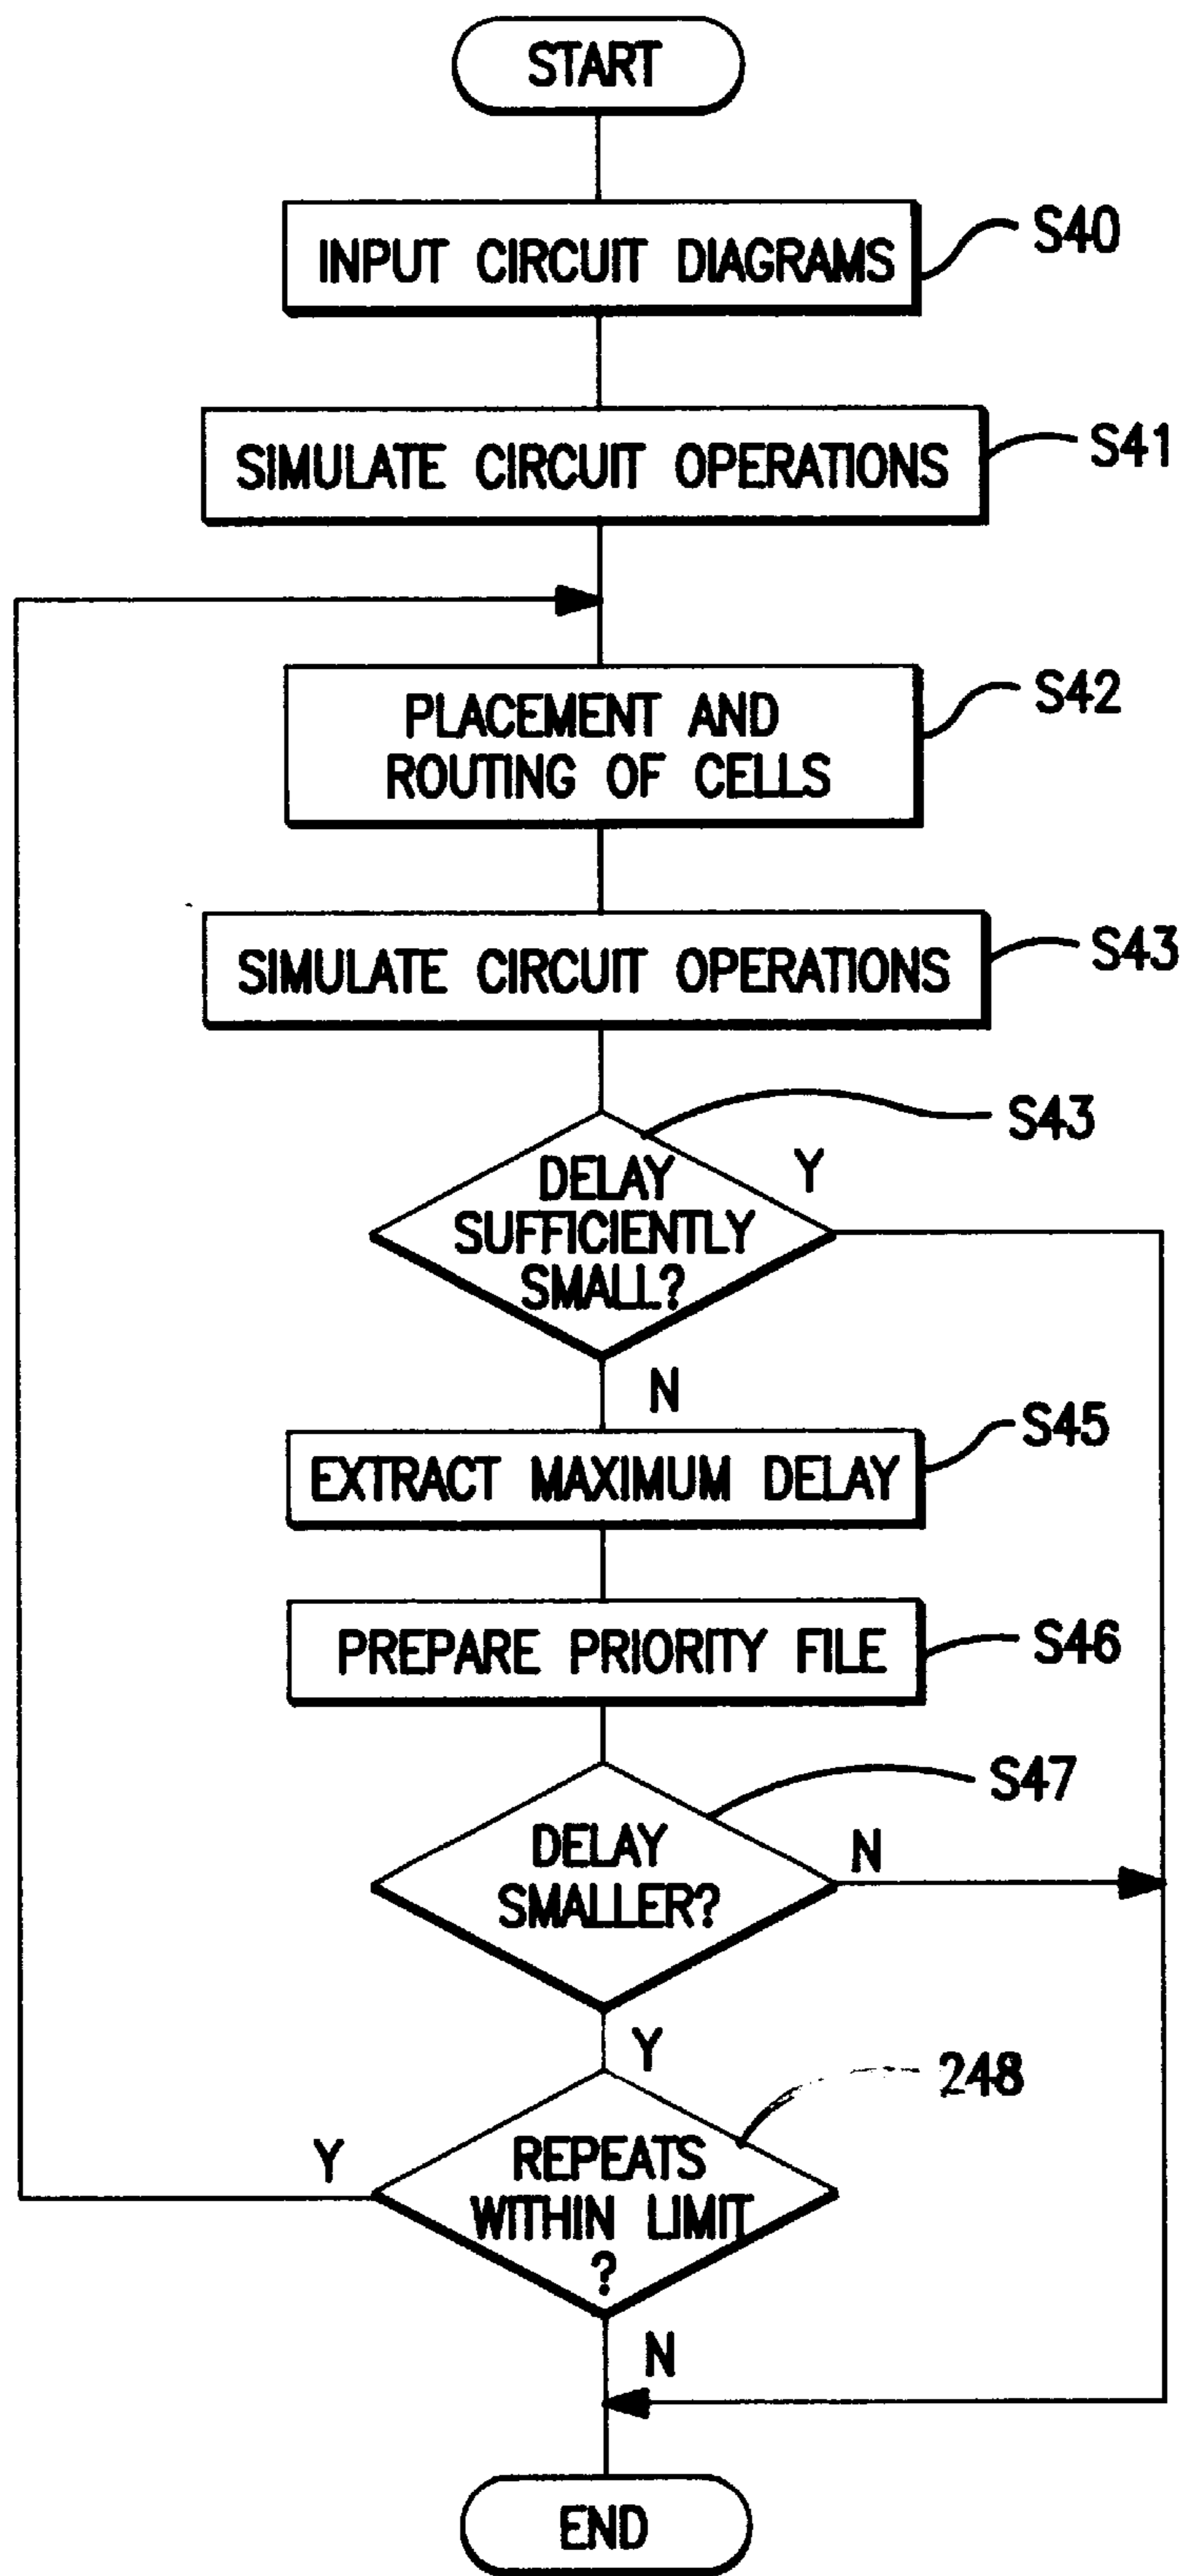 START
INPUT CIRCUIT DIAGRAMS
S40
SIMULATE CIRCUIT OPERATIONS
S41
PLACEMENT AND
ROUTING OF CELLS
S42
SIMULATE CIRCUIT OPERATIONS
S43
S43
DELAY
SUFFICIENTLY
SMALL?
Y
N
EXTRACT MAXIMUM DELAY
S45
PREPARE PRIORITY FILE
S46
S47
DELAY
SMALLER?
N
Y
248
REPEATS
WITHIN LIMIT
?
Y
N
END